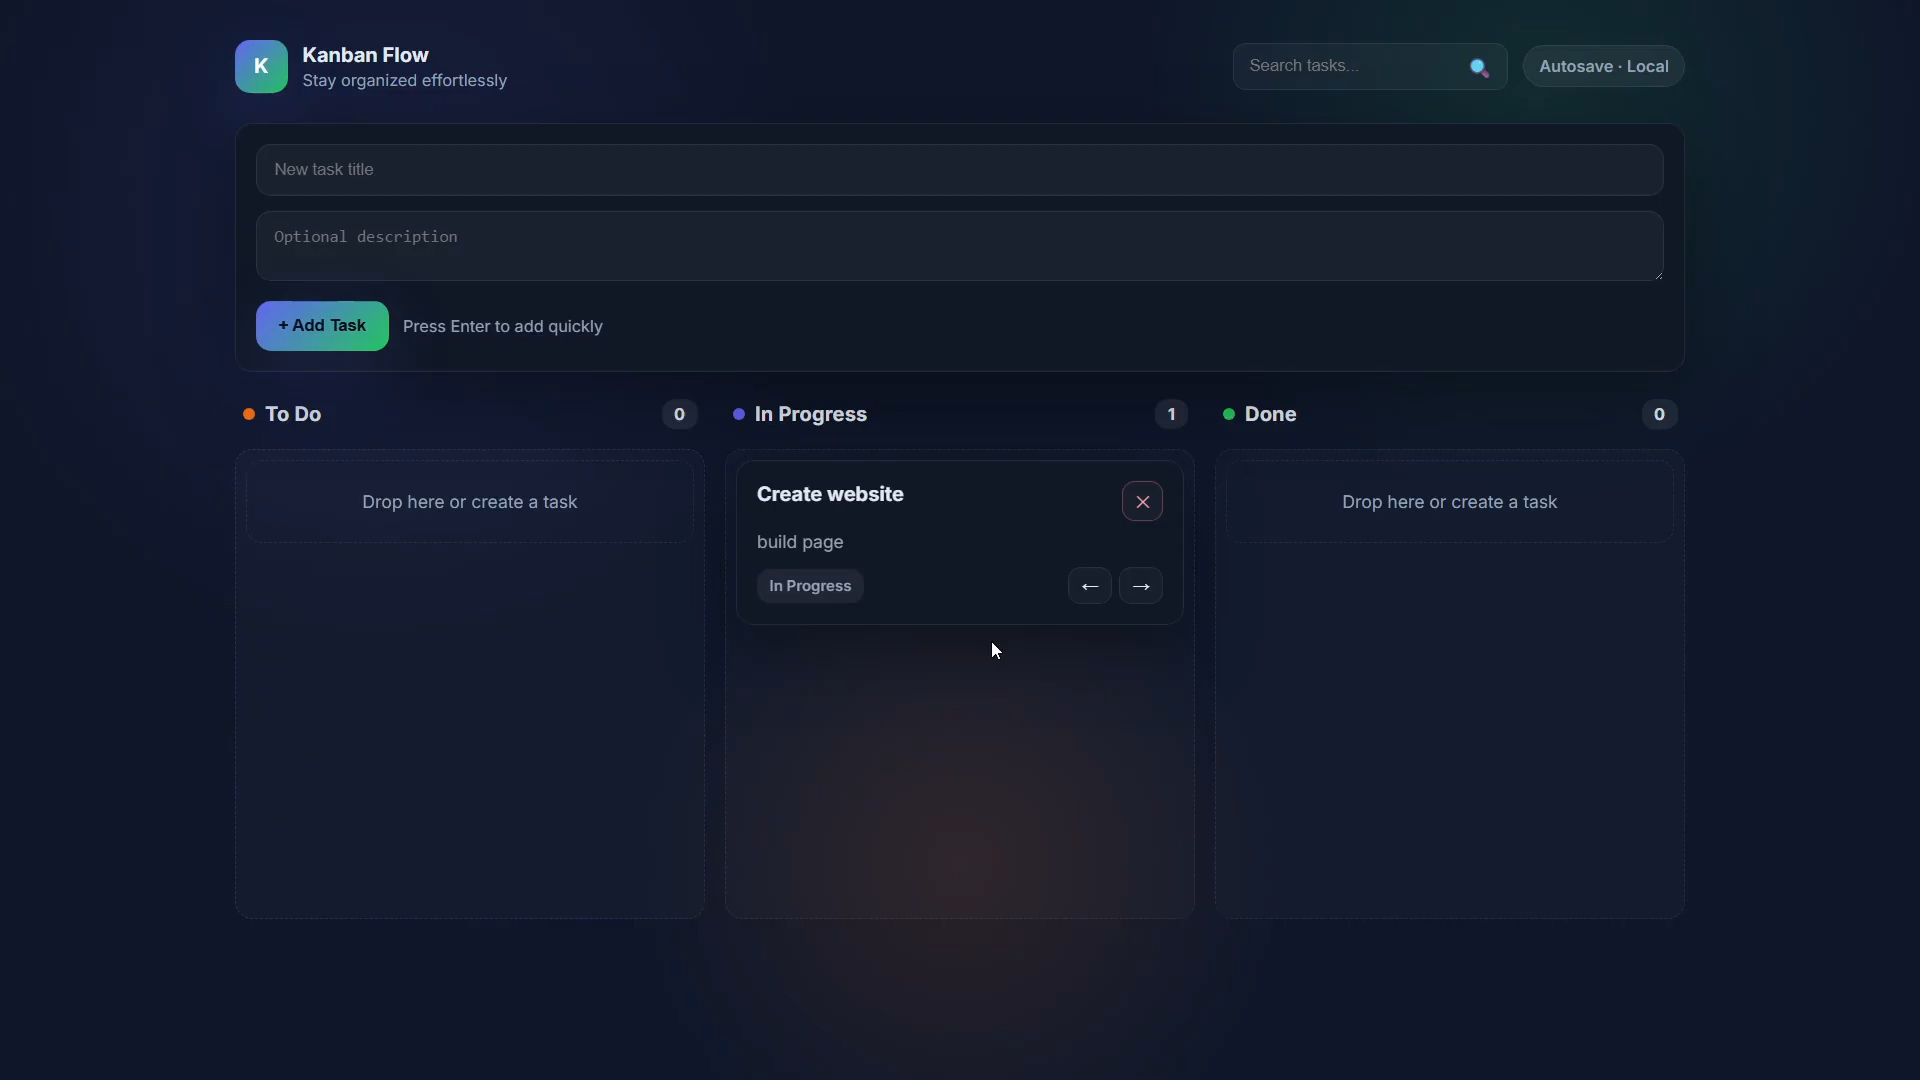 K
Kanban Flow
Stay organized effortlessly
Search tasks...
Autosave · Local
New task title
Optional description
+ Add Task
Press Enter to add quickly
To Do
0
In Progress
1
Done
0
Drop here or create a task
Create website
build page
In Progress
← →
Drop here or create a task